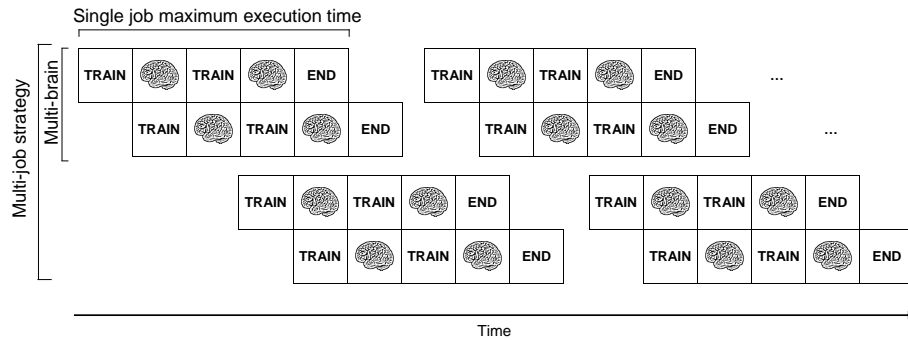 Single job maximum execution time
Multi-job strategy
Multi-brain
TRAIN TRAIN END TRAIN TRAIN END ...
TRAIN TRAIN END TRAIN TRAIN END ...
TRAIN TRAIN END TRAIN TRAIN END
TRAIN TRAIN END TRAIN TRAIN END
Time